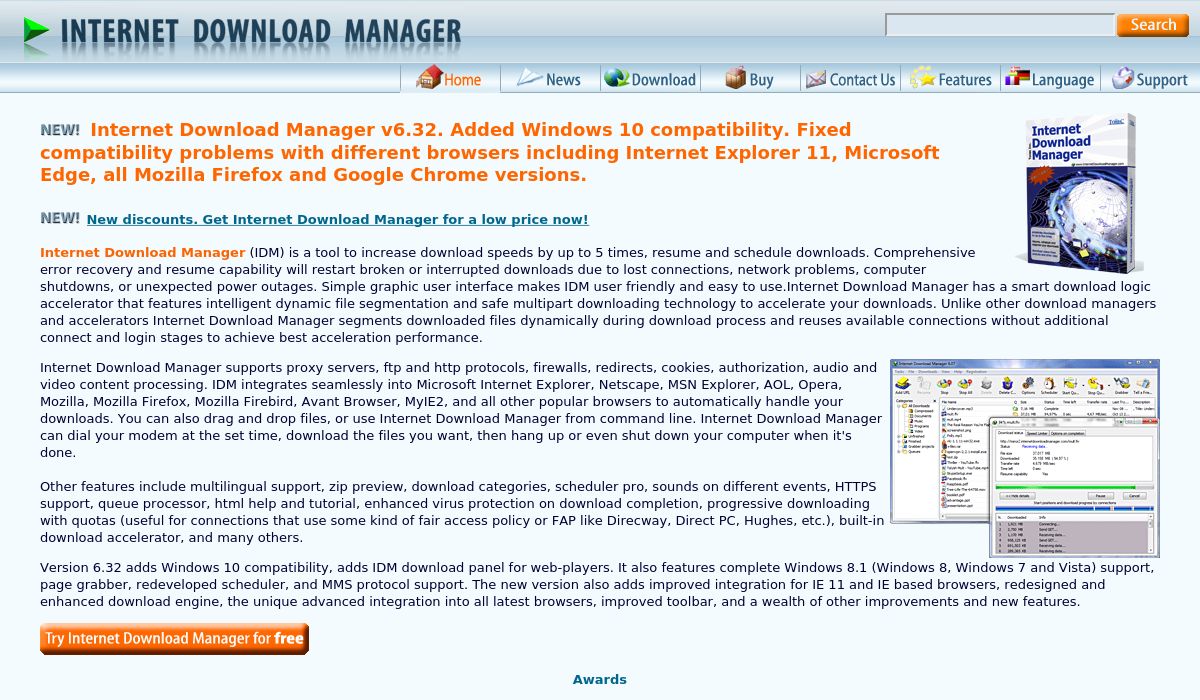 INTERNET DOWNLOAD MANAGER
Search
Home
News
Download
Buy
Contact Us
Features
Language
Support
NEW! Internet Download Manager v6.32. Added Windows 10 compatibility. Fixed
compatibility problems with different browsers including Internet Explorer 11, Microsoft
Edge, all Mozilla Firefox and Google Chrome versions.
Internet
Download
Manager
NEW! New discounts. Get Internet Download Manager for a low price now!
Internet Download Manager (IDM) is a tool to increase download speeds by up to 5 times, resume and schedule downloads. Comprehensive
error recovery and resume capability will restart broken or interrupted downloads due to lost connections, network problems, computer
shutdowns, or unexpected power outages. Simple graphic user interface makes IDM user friendly and easy to use.Internet Download Manager has a smart download logic
accelerator that features intelligent dynamic file segmentation and safe multipart downloading technology to accelerate your downloads. Unlike other download managers
and accelerators Internet Download Manager segments downloaded files dynamically during download process and reuses available connections without additional
connect and login stages to achieve best acceleration performance.
Internet Download Manager supports proxy servers, ftp and http protocols, firewalls, redirects, cookies, authorization, audio and
video content processing. IDM integrates seamlessly into Microsoft Internet Explorer, Netscape, MSN Explorer, AOL, Opera,
Mozilla, Mozilla Firefox, Mozilla Firebird, Avant Browser, MyIE2, and all other popular browsers to automatically handle your
downloads. You can also drag and drop files, or use Internet Download Manager from command line. Internet Download Manager
can dial your modem at the set time, download the files you want, then hang up or even shut down your computer when it's
done.
Other features include multilingual support, zip preview, download categories, scheduler pro, sounds on different events, HTTPS
support, queue processor, html help and tutorial, enhanced virus protection on download completion, progressive downloading
with quotas (useful for connections that use some kind of fair access policy or FAP like Direcway, Direct PC, Hughes, etc.), built-in
download accelerator, and many others.
Version 6.32 adds Windows 10 compatibility, adds IDM download panel for web-players. It also features complete Windows 8.1 (Windows 8, Windows 7 and Vista) support,
page grabber, redeveloped scheduler, and MMS protocol support. The new version also adds improved integration for IE 11 and IE based browsers, redesigned and
enhanced download engine, the unique advanced integration into all latest browsers, improved toolbar, and a wealth of other improvements and new features.
Try Internet Download Manager for free
Awards